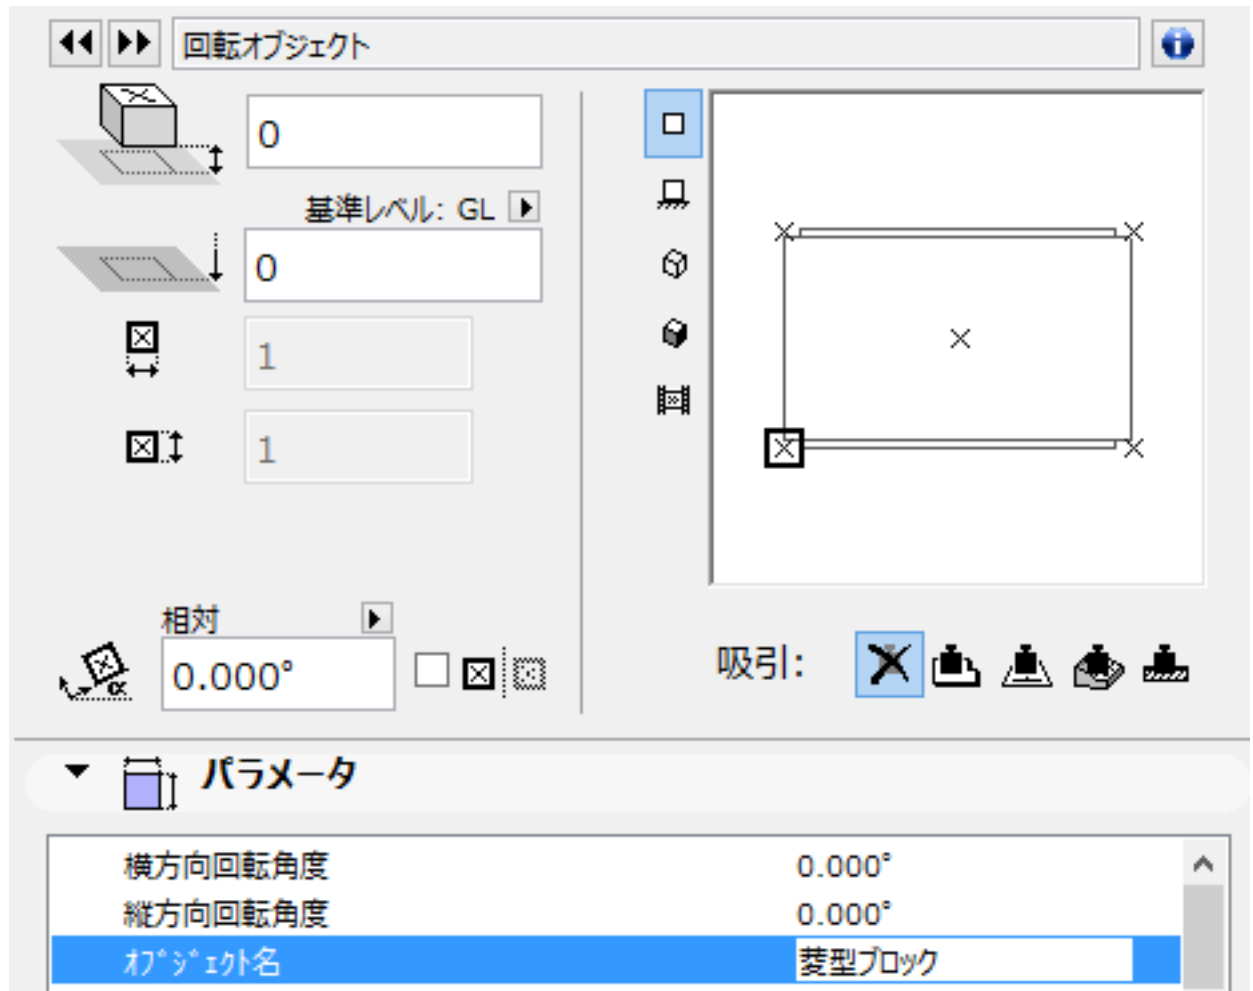 回転オブジェクト
0
基準レベル: GL
0
1
1
相対
0.000°
α
吸引:
パラメータ
横方向回転角度 0.000°
縦方向回転角度 0.000°
ｵﾌﾞｼﾞｪｸﾄ名 菱型ブロック